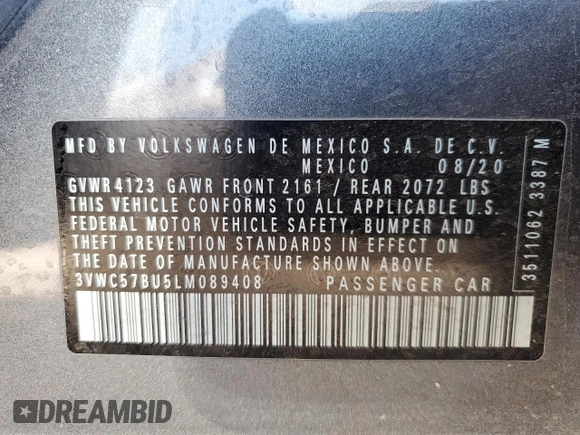 MFD BY VOLKSWAGEN DE MEXICO S.A. DE C.V.
MEXICO 08/20
GVWR 4123 GAWR FRONT 2161 / REAR 2072 LBS
THIS VEHICLE CONFORMS TO ALL APPLICABLE U.S.
FEDERAL MOTOR VEHICLE SAFETY, BUMPER AND
THEFT PREVENTION STANDARDS IN EFFECT ON
THE DATE OF MANUFACTURE SHOWN ABOVE.
3VWC57BU5LM089408 PASSENGER CAR
35111062 3387 M
DREAMBID